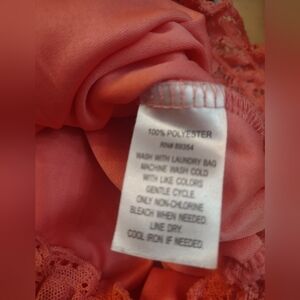 100% POLYESTER
RN# 89354
WASH WITH LAUNDRY BAG
MACHINE WASH COLD
WITH LIKE COLORS
GENTLE CYCLE.
ONLY NON-CHLORINE
BLEACH WHEN NEEDED.
LINE DRY.
COOL IRON IF NEEDED.